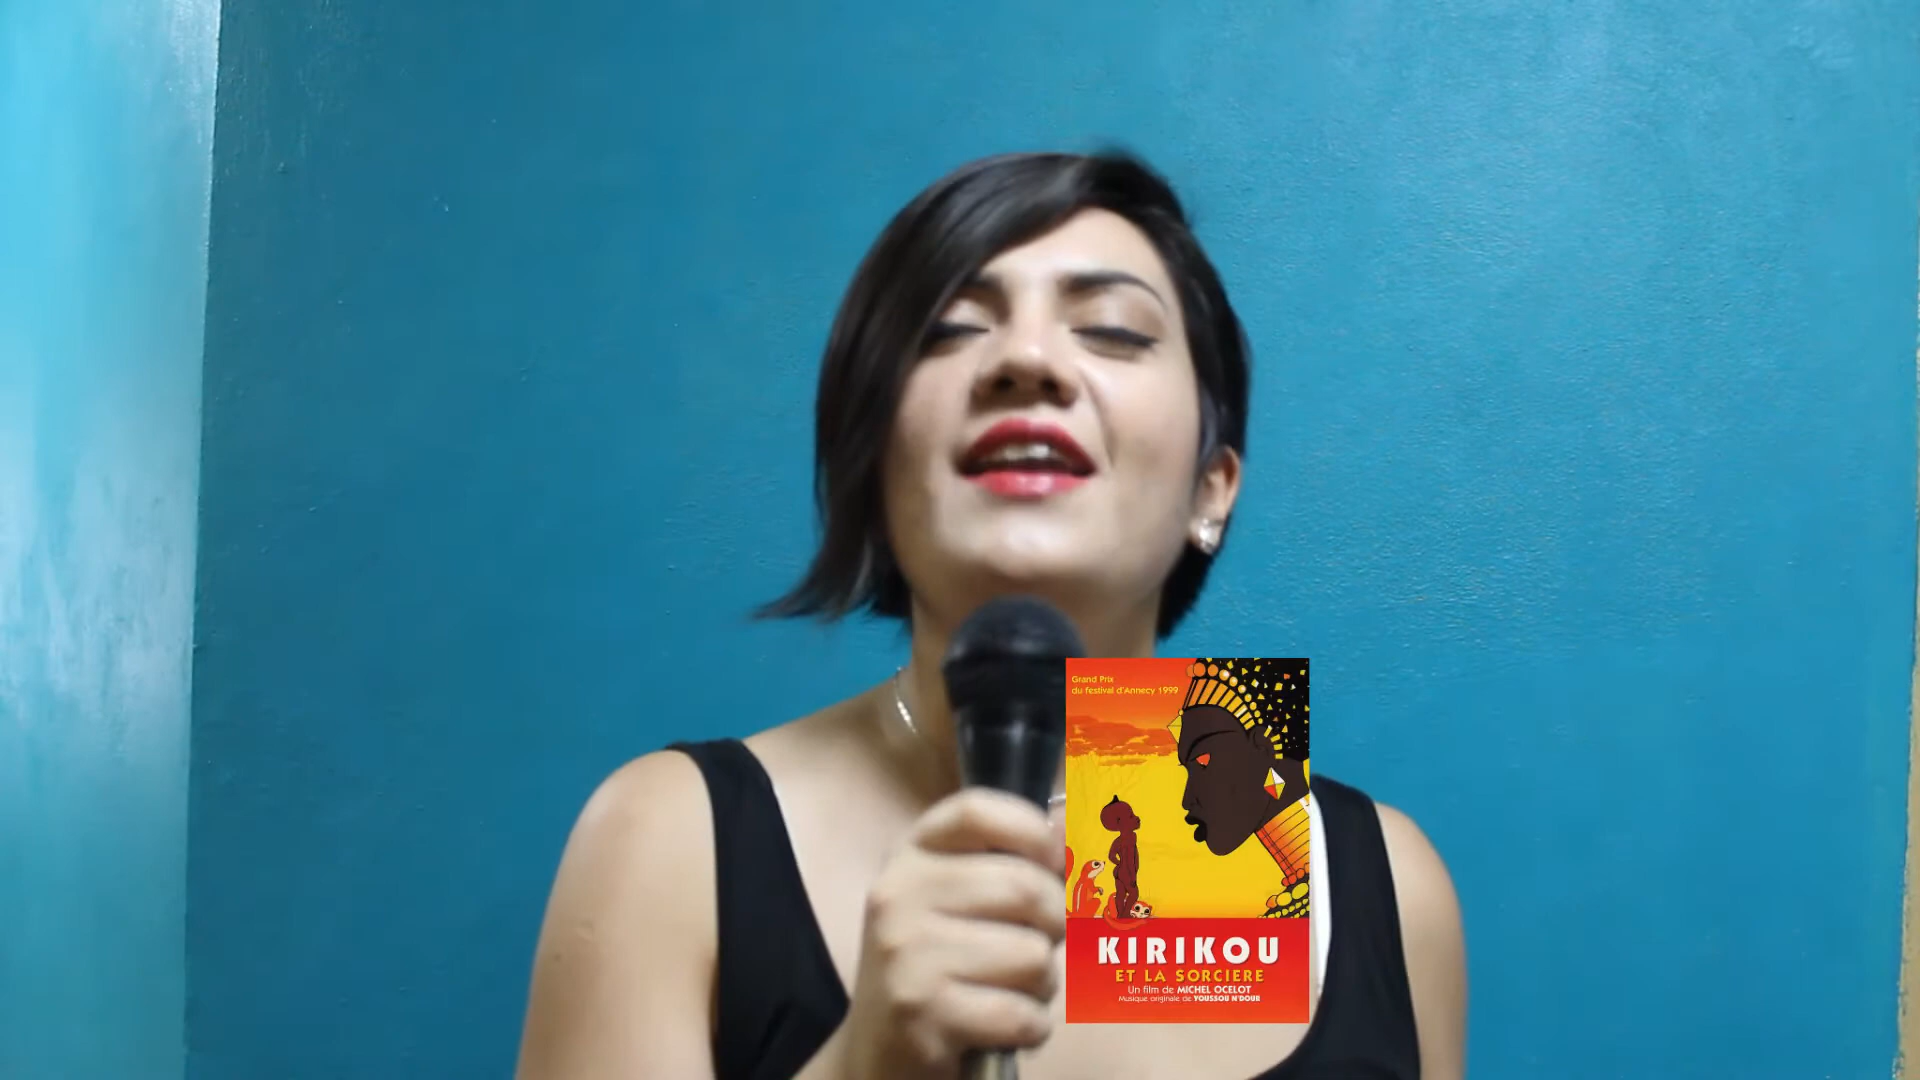 Grand Prix
du festival d'Annecy 1999
KIRIKOU
ET LA SORCIERE
Un film de MICHEL OCELOT
Musique originale de YOUSSOU N'DOUR